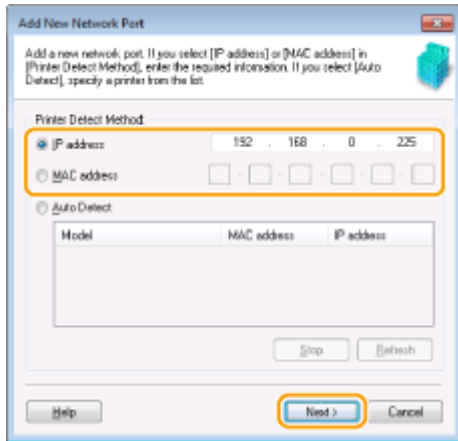 Add New Network Port
Add a new network port. If you select [IP address] or [MAC address] in
[Printer Detect Method], enter the required information. If you select [Auto
Detect], specify a printer from the list.
Printer Detect Method:
IP address 192 . 168 . 0 . 225
MAC address - - - - -
Auto Detect
Model MAC address IP address
Stop Refresh
Help Next > Cancel